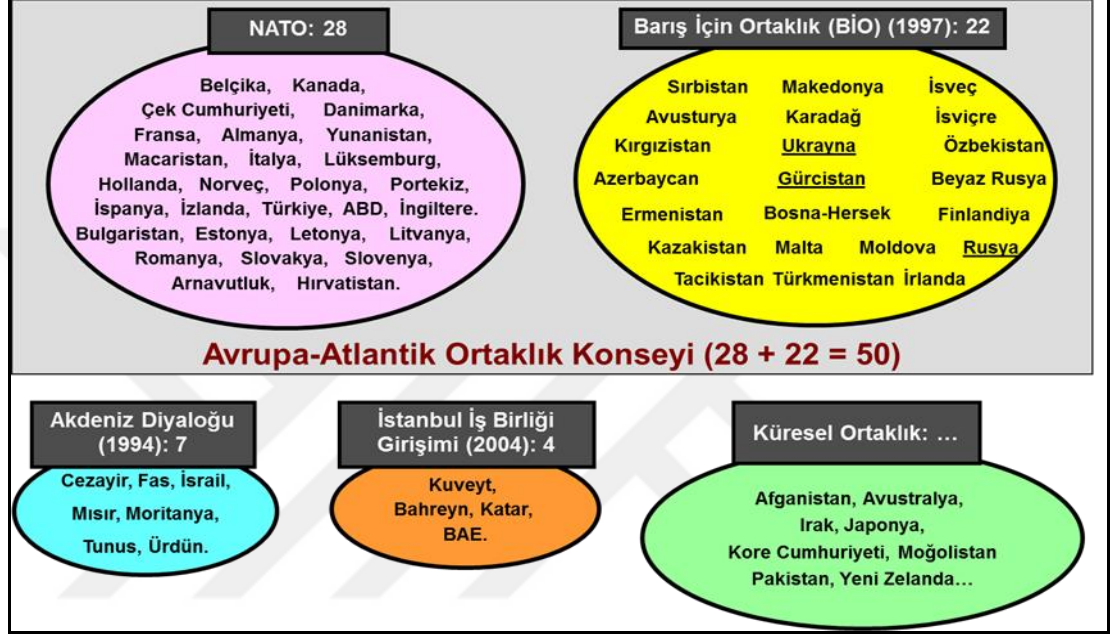 NATO: 28
Belçika, Kanada,
Çek Cumhuriyeti, Danimarka,
Fransa, Almanya, Yunanistan,
Macaristan, İtalya, Lüksemburg,
Hollanda, Norveç, Polonya, Portekiz,
İspanya, İzlanda, Türkiye, ABD, İngiltere.
Bulgaristan, Estonya, Letonya, Litvanya,
Romanya, Slovakya, Slovenya,
Arnavutluk, Hırvatistan.
Barış İçin Ortaklık (BİO) (1997): 22
Sırbistan Makedonya İsveç
Avusturya Karadağ İsviçre
Kırgızistan Ukrayna Özbekistan
Azerbaycan Gürcistan Beyaz Rusya
Ermenistan Bosna-Hersek Finlandiya
Kazakistan Malta Moldova Rusya
Tacikistan Türkmenistan İrlanda
Avrupa-Atlantik Ortaklık Konseyi (28 + 22 = 50)
Akdeniz Diyaloğu
(1994): 7
Cezayir, Fas, İsrail,
Mısır, Moritanya,
Tunus, Ürdün.
İstanbul İş Birliği
Girişimi (2004): 4
Kuveyt,
Bahreyn, Katar,
BAE.
Küresel Ortaklık: ...
Afganistan, Avustralya,
Irak, Japonya,
Kore Cumhuriyeti, Moğolistan
Pakistan, Yeni Zelanda...